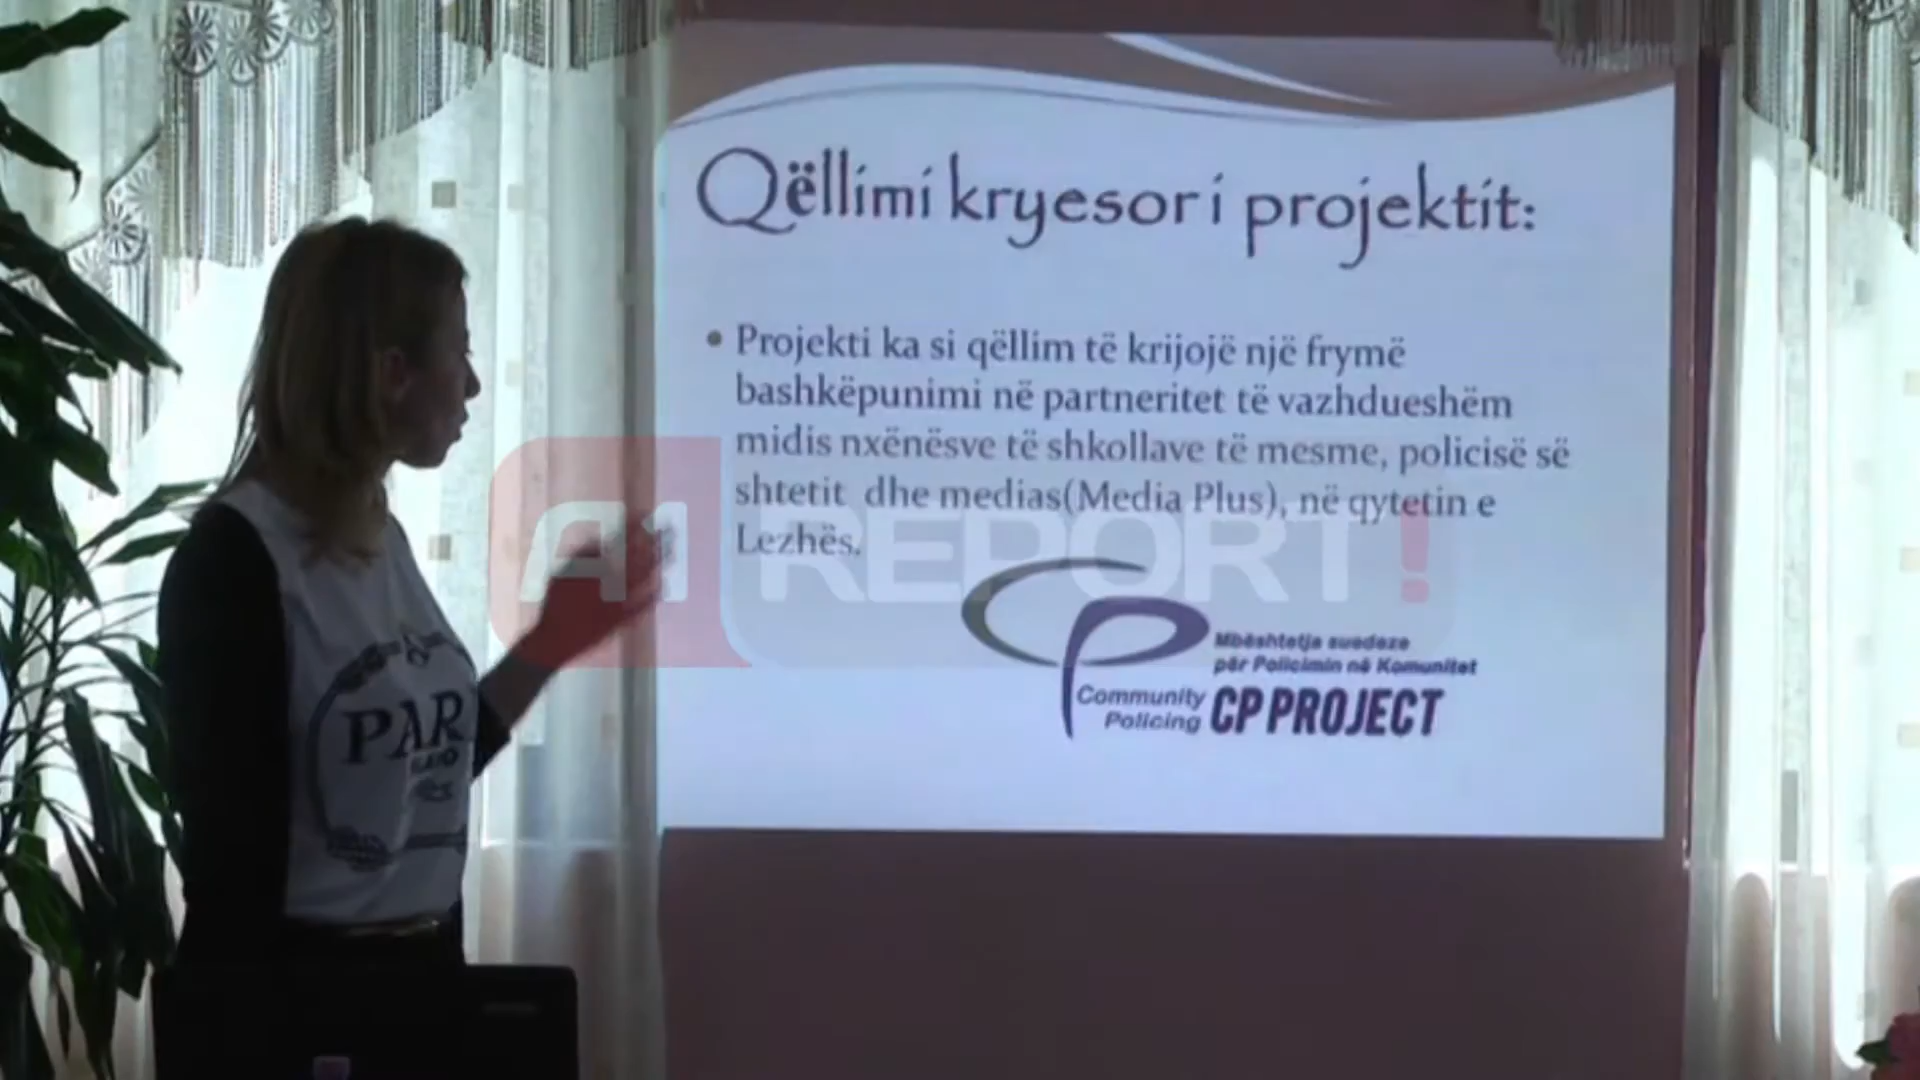 Qëllimi kryesor i projektit:
• Projekti ka si qëllim të krijojë një frymë
bashkëpunimi në partneritet të vazhdueshëm
midis nxënësve të shkollave të mesme, policisë së
shtetit dhe medias(Media Plus), në qytetin e
Lezhës.
A1 REPORT!
CP
Mbështetja suedeze
për Policimin në Komunitet
Community
Policing
CP PROJECT
PAR